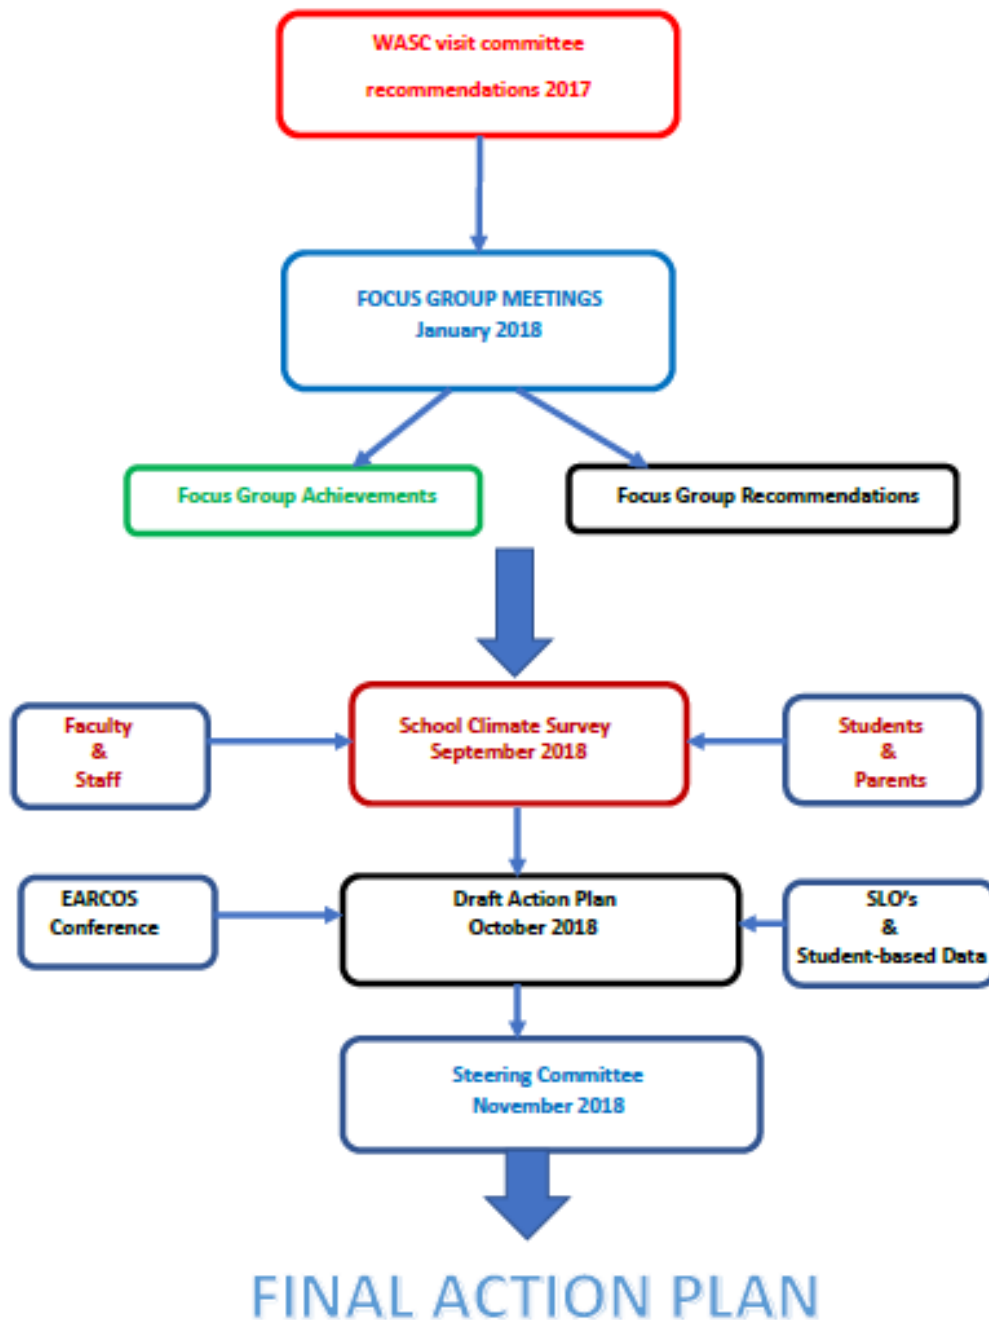 WASC visit committee
recommendations 2017
FOCUS GROUP MEETINGS
January 2018
Focus Group Achievements
Focus Group Recommendations
Faculty
&
Staff
School Climate Survey
September 2018
Students
&
Parents
EARCOS
Conference
Draft Action Plan
October 2018
SLO's
&
Student-based Data
Steering Committee
November 2018
FINAL ACTION PLAN